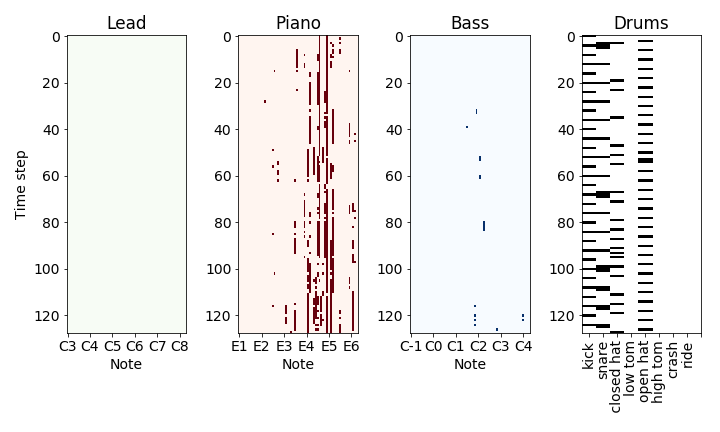 Lead Piano Bass Drums
Time step
0 20 40 60 80 100 120
0 20 40 60 80 100 120
0 20 40 60 80 100 120
0 20 40 60 80 100 120
C3 C4 C5 C6 C7 C8
E1 E2 E3 E4 E5 E6
C-1 C0 C1 C2 C3 C4
kick snare closed hat low tom open hat high tom crash ride
Note Note Note